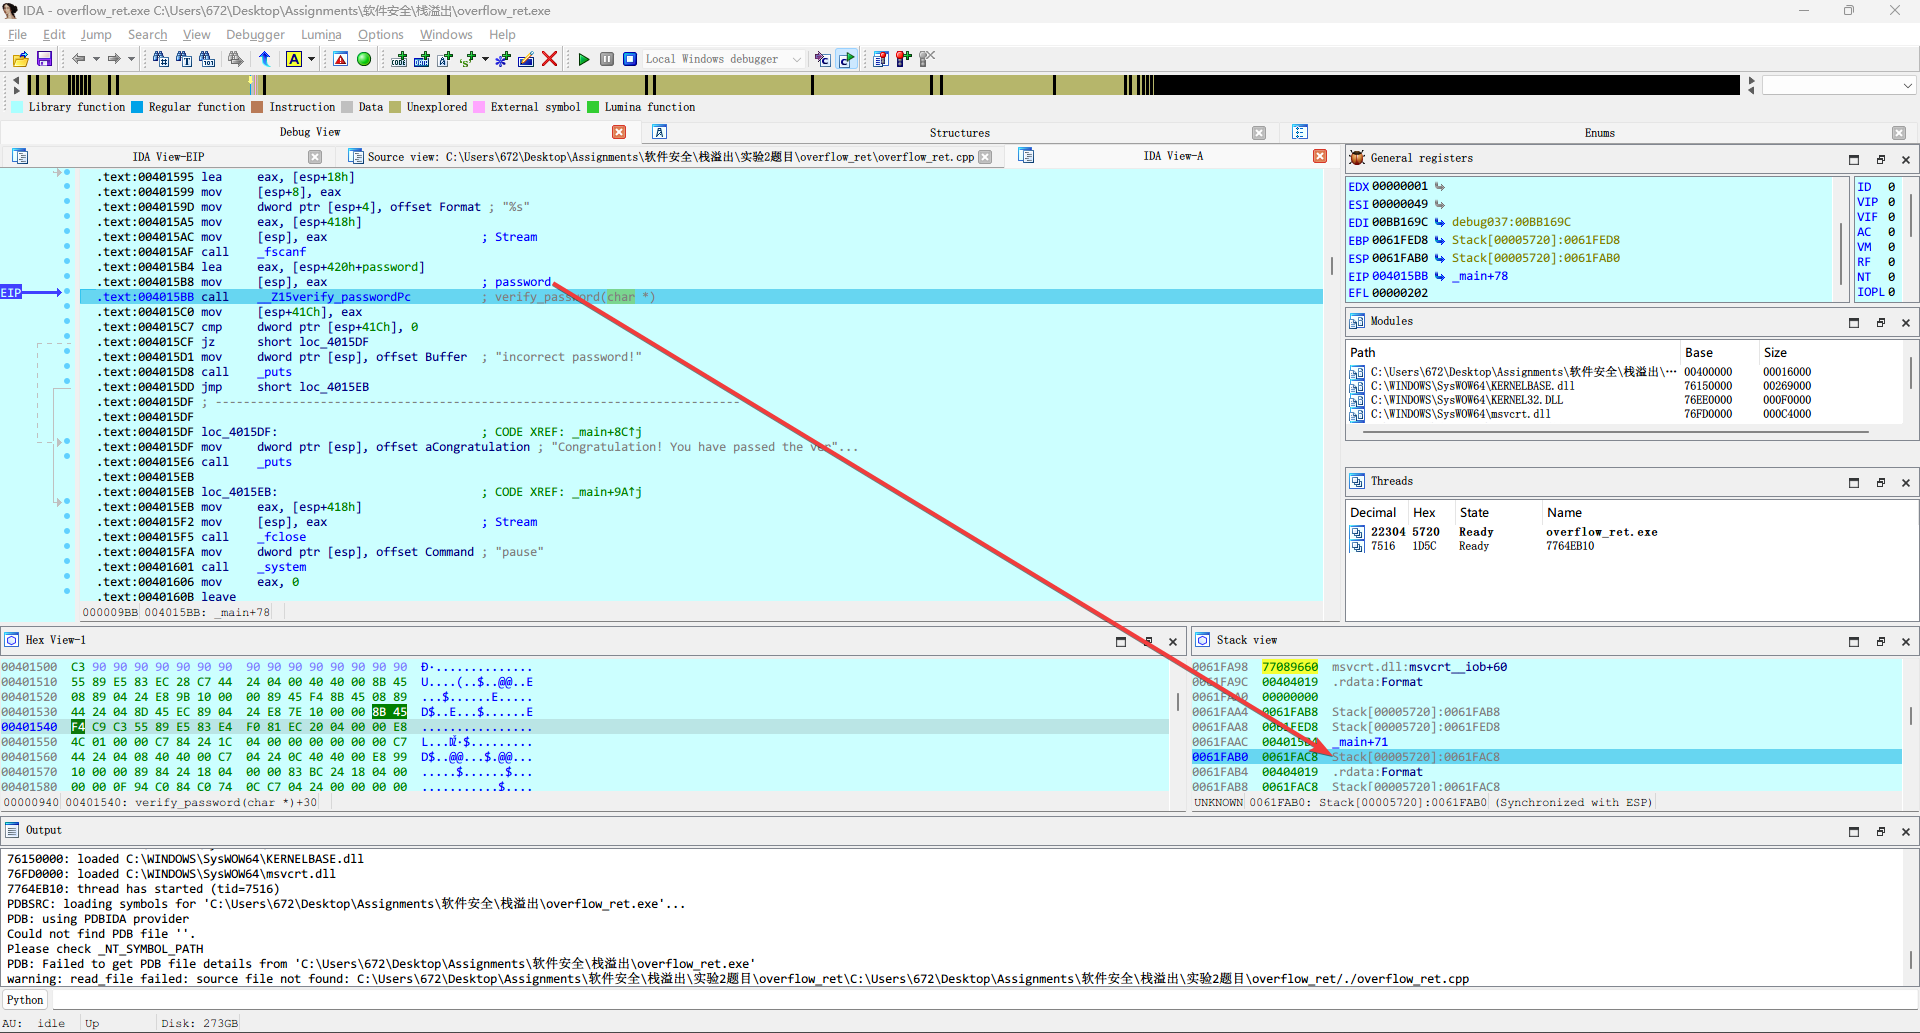 IDA - overflow_ret.exe C:\Users\672\Desktop\Assignments\软件安全\栈溢出\overflow_ret.exe
File Edit Jump Search View Debugger Lumina Options Windows Help
Local Windows debugger
Library function Regular function Instruction Data Unexplored External symbol Lumina function
Debug View Structures Enums
IDA View-EIP Source view: C:\Users\672\Desktop\Assignments\软件安全\栈溢出\实验2题目\overflow_ret\overflow_ret.cpp IDA View-A
.text:00401595 lea eax, [esp+18h]
.text:00401599 mov [esp+8], eax
.text:0040159D mov dword ptr [esp+4], offset Format ; "%s"
.text:004015A5 mov eax, [esp+418h]
.text:004015AC mov [esp], eax ; Stream
.text:004015AF call _fscanf
.text:004015B4 lea eax, [esp+420h+password]
.text:004015B8 mov [esp], eax ; password
EIP .text:004015BB call __Z15verify_passwordPc ; verify_password(char *)
.text:004015C0 mov [esp+41Ch], eax
.text:004015C7 cmp dword ptr [esp+41Ch], 0
.text:004015CF jz short loc_4015DF
.text:004015D1 mov dword ptr [esp], offset Buffer ; "incorrect password!"
.text:004015D8 call _puts
.text:004015DD jmp short loc_4015EB
.text:004015DF ; ---------------------------------------------------------------------------
.text:004015DF
.text:004015DF loc_4015DF: ; CODE XREF: _main+8C↑j
.text:004015DF mov dword ptr [esp], offset aCongratulation ; "Congratulation! You have passed the ver"...
.text:004015E6 call _puts
.text:004015EB
.text:004015EB loc_4015EB: ; CODE XREF: _main+9A↑j
.text:004015EB mov eax, [esp+418h]
.text:004015F2 mov [esp], eax ; Stream
.text:004015F5 call _fclose
.text:004015FA mov dword ptr [esp], offset Command ; "pause"
.text:00401601 call _system
.text:00401606 mov eax, 0
.text:0040160B leave
000009BB 004015BB: _main+78
General registers
EDX 00000001
ESI 00000049
EDI 00BB169C debug037:00BB169C
EBP 0061FED8 Stack[00005720]:0061FED8
ESP 0061FAB0 Stack[00005720]:0061FAB0
EIP 004015BB _main+78
EFL 00000202
ID 0
VIP 0
VIF 0
AC 0
VM 0
RF 0
NT 0
IOPL 0
Modules
Path Base Size
C:\Users\672\Desktop\Assignments\软件安全\栈溢出\··· 00400000 00016000
C:\WINDOWS\SysWOW64\KERNELBASE.dll 76150000 00269000
C:\WINDOWS\SysWOW64\KERNEL32.DLL 76EE0000 000F0000
C:\WINDOWS\SysWOW64\msvcrt.dll 76FD0000 000C4000
Threads
Decimal Hex State Name
22304 5720 Ready overflow_ret.exe
7516 1D5C Ready 7764EB10
Hex View-1
00401500 C3 90 90 90 90 90 90 90 90 90 90 90 90 90 90 90 Ð·..............
00401510 55 89 E5 83 EC 28 C7 44 24 04 00 40 40 00 8B 45 U....(..$..@@..E
00401520 08 89 04 24 E8 9B 10 00 00 89 45 F4 8B 45 08 89 ...$......E.....
00401530 44 24 04 8D 45 EC 89 04 24 E8 7E 10 00 00 8B 45 D$..E...$......E
00401540 F4 C9 C3 55 89 E5 83 E4 F0 81 EC 20 04 00 00 E8 ................
00401550 4C 01 00 00 C7 84 24 1C 04 00 00 00 00 00 00 C7
00401560 44 24 04 08 40 40 00 C7 04 24 0C 40 40 00 E8 99 D$..@@...$.@@...
00401570 10 00 00 89 84 24 18 04 00 00 83 BC 24 18 04 00 .....$......$...
00401580 00 00 0F 94 C0 84 C0 74 0C C7 04 24 00 00 00 00 ...........$....
00000940 00401540: verify_password(char *)+30
Stack view
0061FA98 77089660 msvcrt.dll:msvcrt__iob+60
0061FA9C 00404019 .rdata:Format
0061FAA0 00000000
0061FAA4 0061FAB8 Stack[00005720]:0061FAB8
0061FAA8 0061FED8 Stack[00005720]:0061FED8
0061FAAC 004015B4 _main+71
0061FAB0 0061FAC8 Stack[00005720]:0061FAC8
0061FAB4 00404019 .rdata:Format
0061FAB8 0061FAC8 Stack[00005720]:0061FAC8
UNKNOWN 0061FAB0: Stack[00005720]:0061FAB0 (Synchronized with ESP)
Output
76150000: loaded C:\WINDOWS\SysWOW64\KERNELBASE.dll
76FD0000: loaded C:\WINDOWS\SysWOW64\msvcrt.dll
7764EB10: thread has started (tid=7516)
PDBSRC: loading symbols for 'C:\Users\672\Desktop\Assignments\软件安全\栈溢出\overflow_ret.exe'...
PDB: using PDBIDA provider
Could not find PDB file ''.
Please check _NT_SYMBOL_PATH
PDB: Failed to get PDB file details from 'C:\Users\672\Desktop\Assignments\软件安全\栈溢出\overflow_ret.exe'
warning: read_file failed: source file not found: C:\Users\672\Desktop\Assignments\软件安全\栈溢出\实验2题目\overflow_ret\C:\Users\672\Desktop\Assignments\软件安全\栈溢出\实验2题目\overflow_ret/./overflow_ret.cpp
Python
AU: idle Up Disk: 273GB